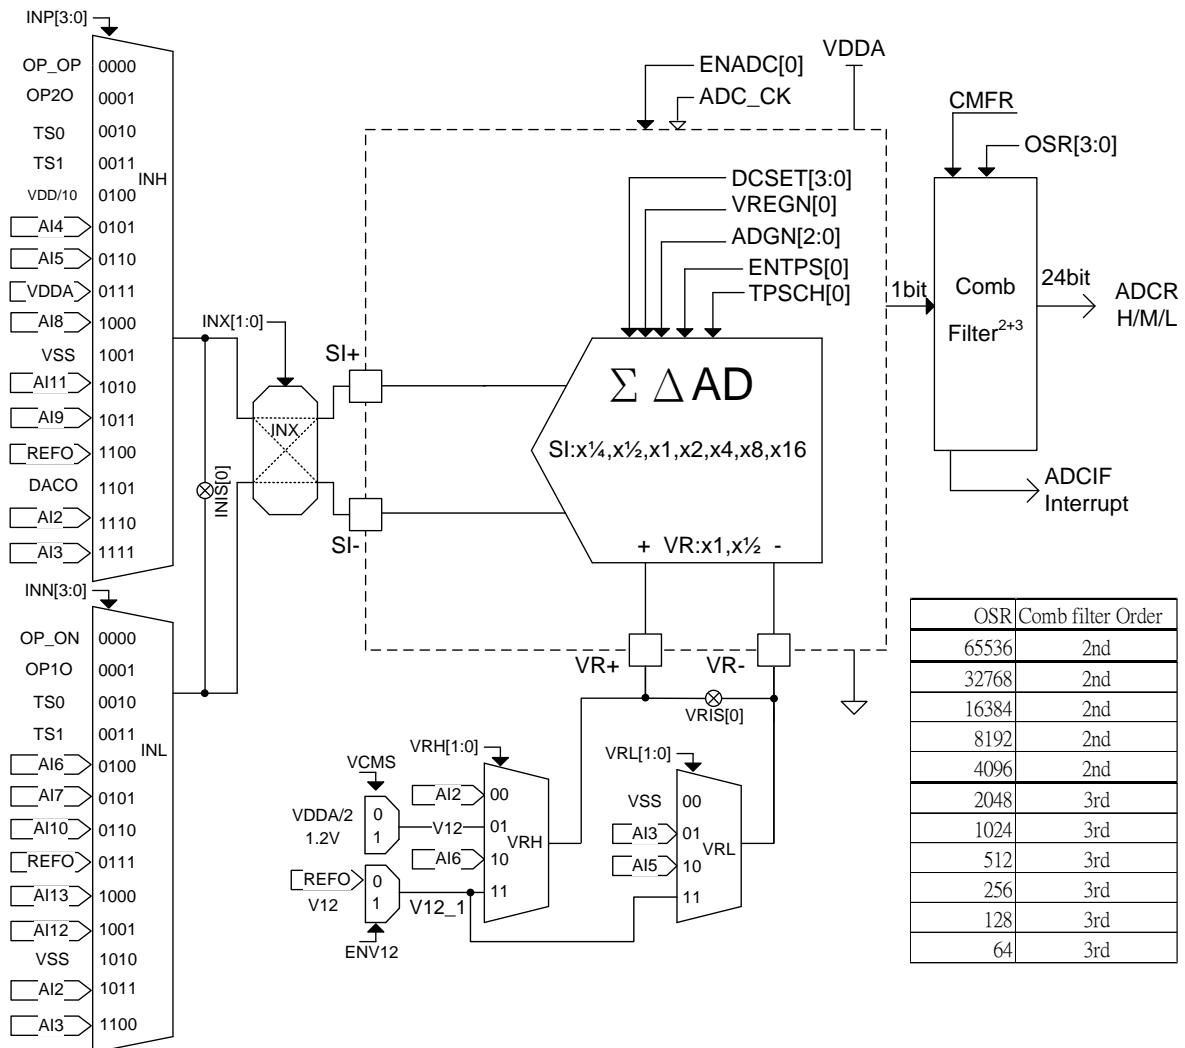 INP[3:0]
OP_OP 0000
OP2O 0001
TS0 0010
TS1 0011
VDD/10 0100
AI4 0101
AI5 0110
VDDA 0111
AI8 1000
VSS 1001
AI11 1010
AI9 1011
REFO 1100
DACO 1101
AI2 1110
AI3 1111
INH
INN[3:0]
OP_ON 0000
OP1O 0001
TS0 0010
TS1 0011
AI6 0100
AI7 0101
AI10 0110
REFO 0111
AI13 1000
AI12 1001
VSS 1010
AI2 1011
AI3 1100
INL
INIS[0]
INX[1:0]
INX
SI+
SI-
ENADC[0]
ADC_CK
VDDA
DCSET[3:0]
VREGN[0]
ADGN[2:0]
ENTPS[0]
TPSCH[0]
Σ Δ AD
SI:x¼,x½,x1,x2,x4,x8,x16
+ VR:x1,x½ -
VR+
VR-
VRIS[0]
VRH[1:0]
AI2 00
V12 01
AI6 10
V12_1 11
VRH
VCMS
VDDA/2 0
1.2V 1
REFO 0
V12 1
ENV12
VRL[1:0]
VSS 00
AI3 01
AI5 10
11
VRL
CMFR
OSR[3:0]
1bit
Comb
Filter2+3
24bit
ADCR
H/M/L
ADCIF
Interrupt
OSR Comb filter Order
65536 2nd
32768 2nd
16384 2nd
8192 2nd
4096 2nd
2048 3rd
1024 3rd
512 3rd
256 3rd
128 3rd
64 3rd